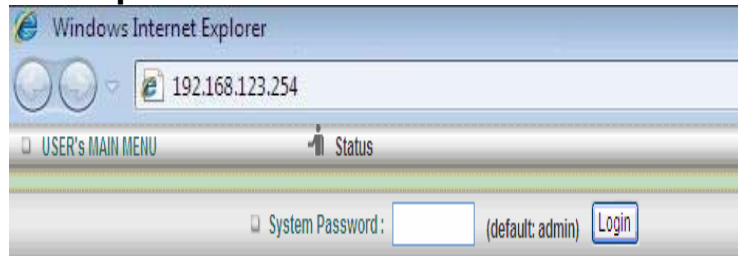 Windows Internet Explorer
192.168.123.254
USER's MAIN MENU Status
System Password : (default: admin) Login